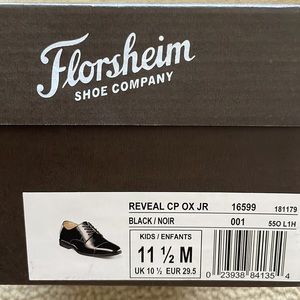 Florsheim
SHOE COMPANY
REVEAL CP OX JR 16599 181179
BLACK / NOIR 001 55O L1H
KIDS / ENFANTS
11 ½ M
UK 10 ½ EUR 29.5
0 23938 84135 4